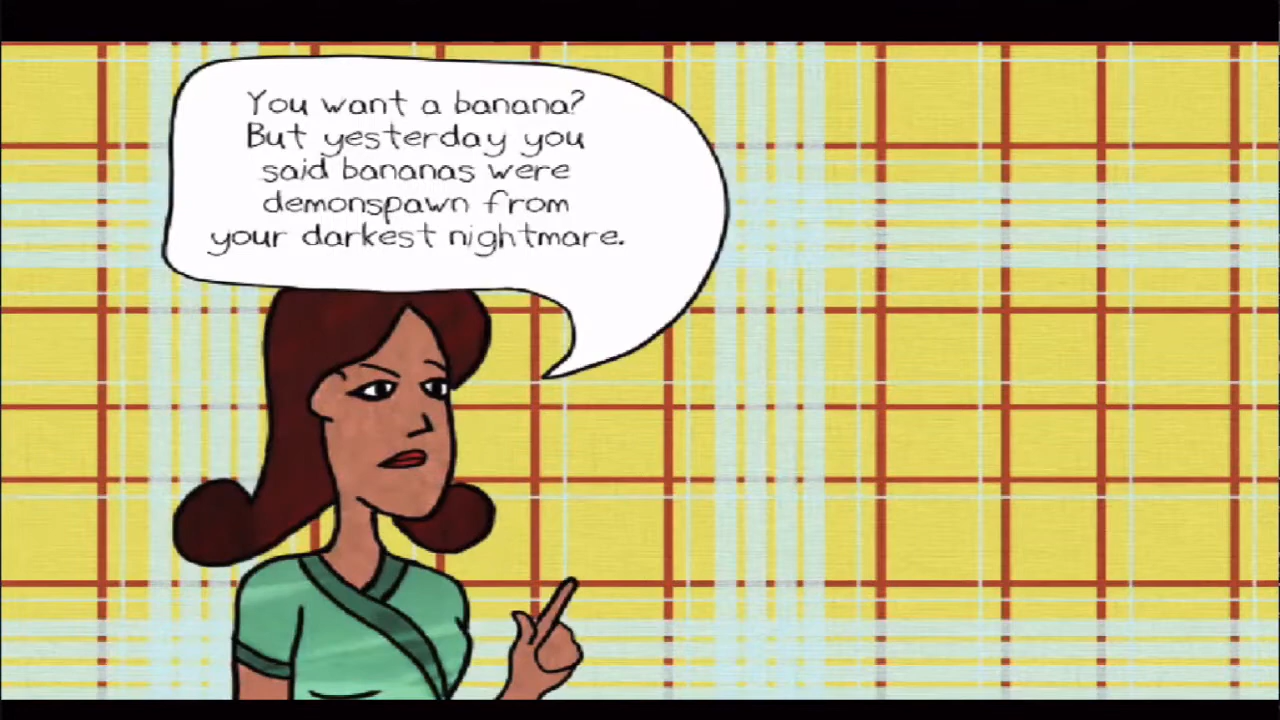 You want a banana?
But yesterday you
said bananas were
demonspawn from
your darkest nightmare.